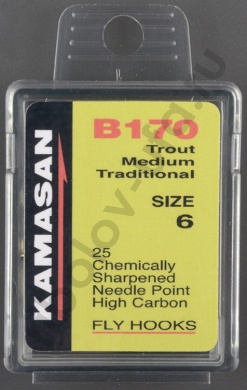 KAMASAN
B170
Trout
Medium
Traditional
SIZE
6
25
Chemically
Sharpened
Needle Point
High Carbon
FLY HOOKS